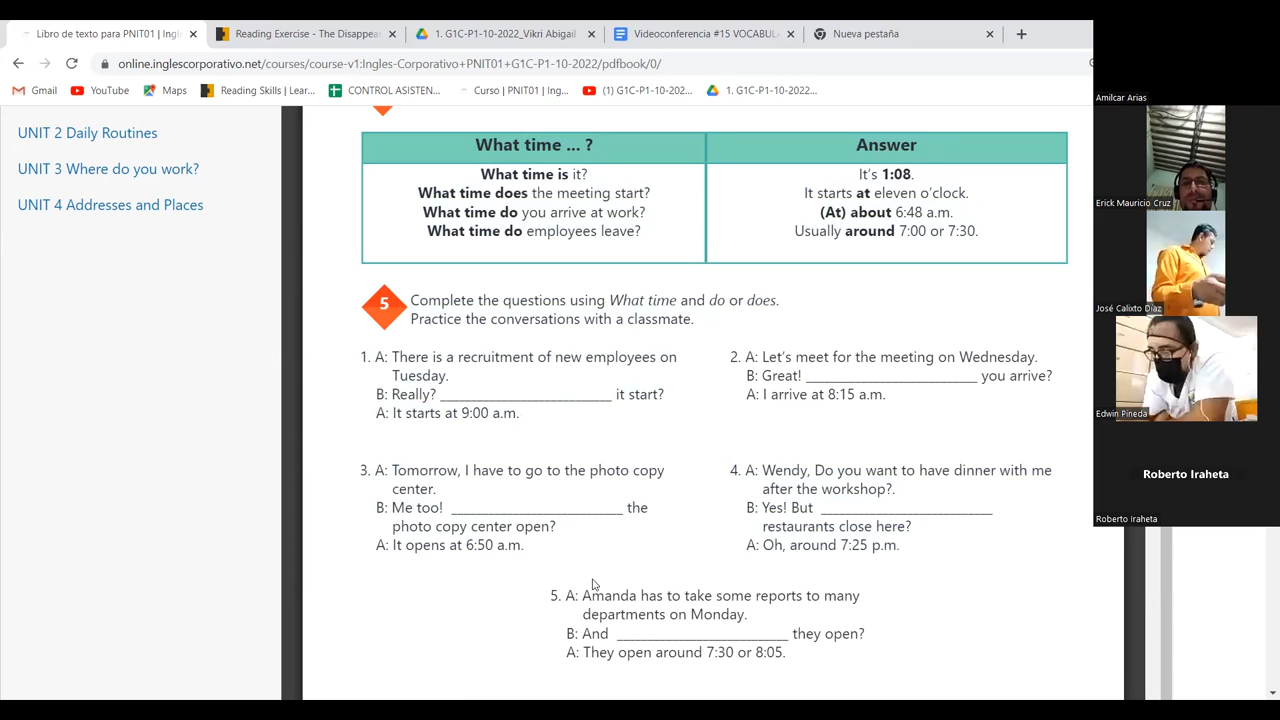 Libro de texto para PNIT01 | Ingl
Reading Exercise - The Disappea
1. G1C-P1-10-2022_Vikri Abigail
Videoconferencia #15 VOCABUL
Nueva pestaña
online.inglescorporativo.net/courses/course-v1:Ingles-Corporativo+PNIT01+G1C-P1-10-2022/pdfbook/0/
Gmail
YouTube
Maps
Reading Skills | Lear...
CONTROL ASISTEN...
Curso | PNIT01 | Ing...
(1) G1C-P1-10-202...
1. G1C-P1-10-2022...
UNIT 2 Daily Routines
UNIT 3 Where do you work?
UNIT 4 Addresses and Places
What time ... ?
Answer
What time is it?
It's 1:08.
What time does the meeting start?
It starts at eleven o'clock.
What time do you arrive at work?
(At) about 6:48 a.m.
What time do employees leave?
Usually around 7:00 or 7:30.
5
Complete the questions using What time and do or does.
Practice the conversations with a classmate.
1. A: There is a recruitment of new employees on
Tuesday.
B: Really? __________________________ it start?
A: It starts at 9:00 a.m.
2. A: Let's meet for the meeting on Wednesday.
B: Great! __________________________ you arrive?
A: I arrive at 8:15 a.m.
3. A: Tomorrow, I have to go to the photo copy
center.
B: Me too! __________________________ the
photo copy center open?
A: It opens at 6:50 a.m.
4. A: Wendy, Do you want to have dinner with me
after the workshop?.
B: Yes! But __________________________
restaurants close here?
A: Oh, around 7:25 p.m.
5. A: Amanda has to take some reports to many
departments on Monday.
B: And __________________________ they open?
A: They open around 7:30 or 8:05.
Amilcar Arias
Erick Mauricio Cruz
José Calixto Díaz
Edwin Pineda
Roberto Iraheta
Roberto Iraheta